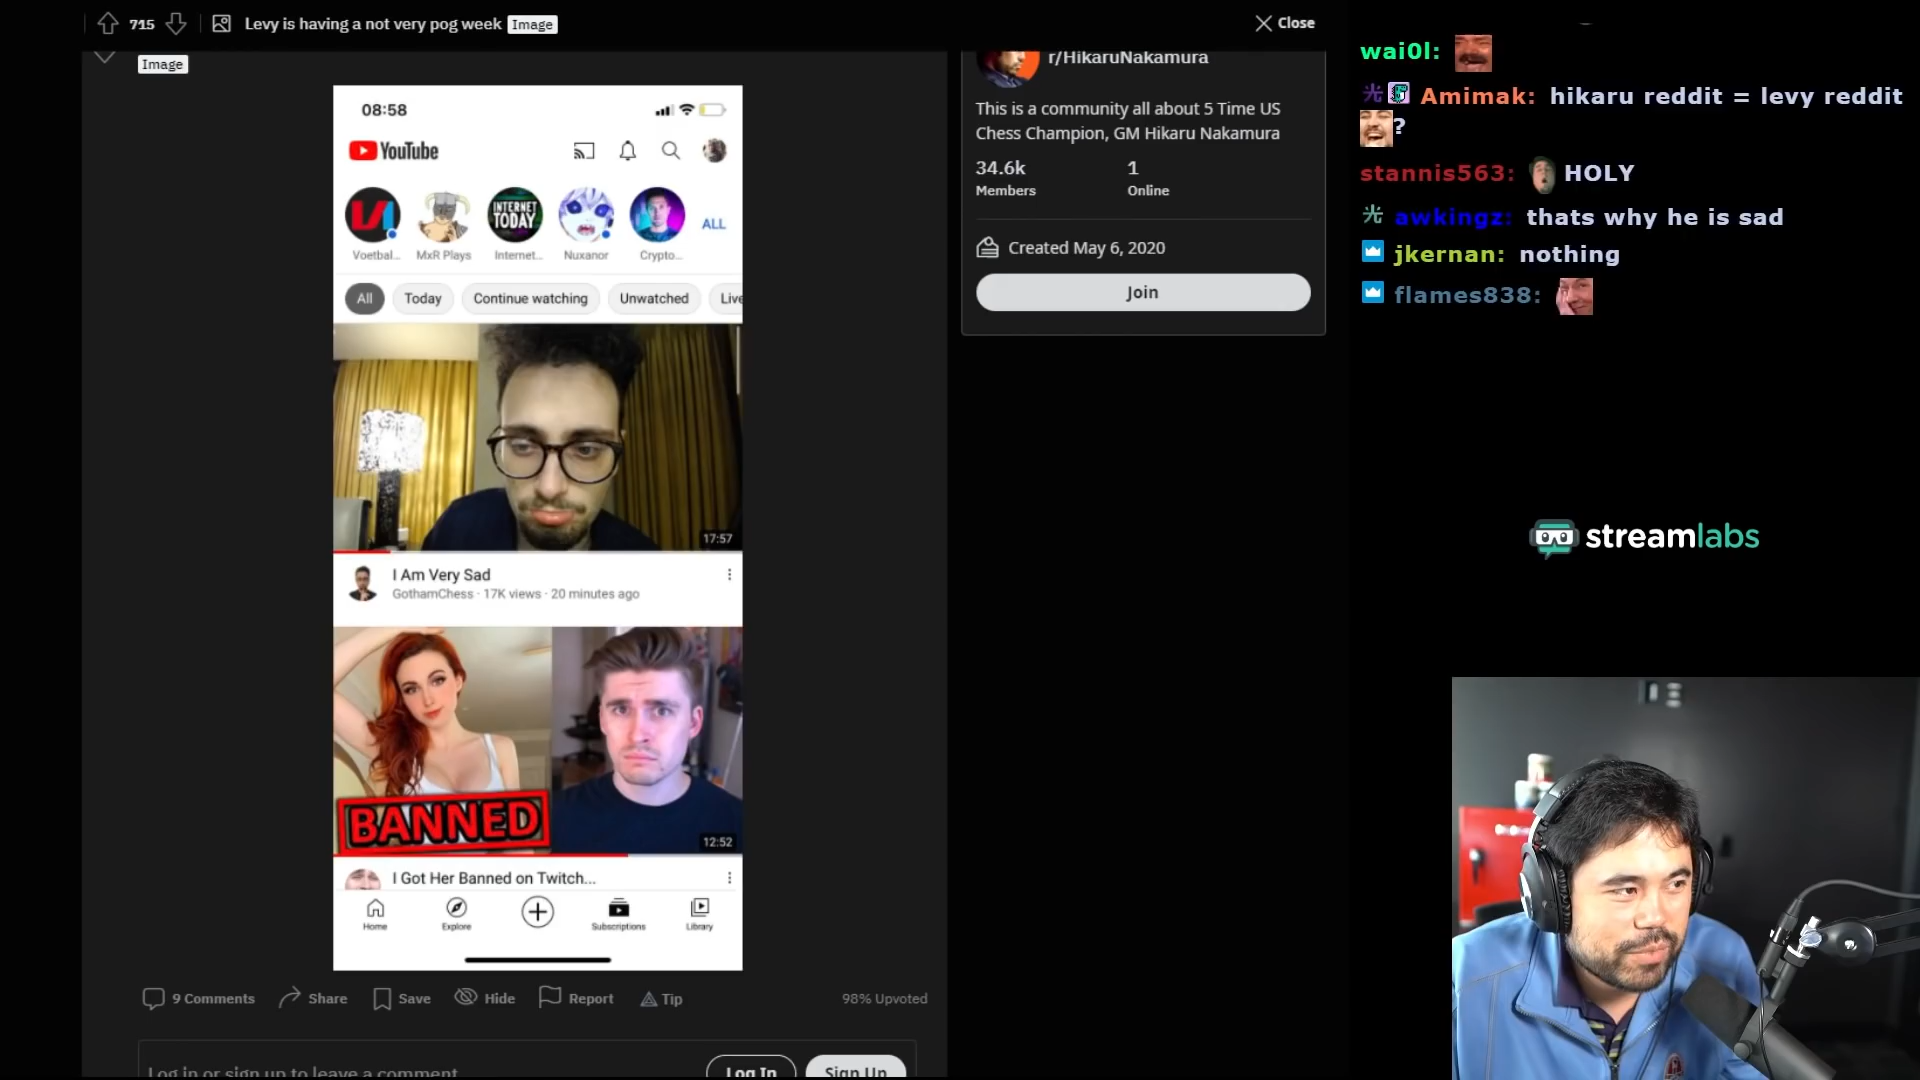 715
Levy is having a not very pog week
Image
Close
Image
08:58
YouTube
INTERNET TODAY
Voetbal...
MxR Plays
Internet...
Nuxanor
Crypto...
ALL
All
Today
Continue watching
Unwatched
Live
17:57
I Am Very Sad
GothamChess · 17K views · 20 minutes ago
BANNED
12:52
I Got Her Banned on Twitch...
Home
Explore
Subscriptions
Library
9 Comments
Share
Save
Hide
Report
Tip
98% Upvoted
Log in or sign up to leave a comment
Log In
Sign Up
r/HikaruNakamura
This is a community all about 5 Time US
Chess Champion, GM Hikaru Nakamura
34.6k
Members
1
Online
Created May 6, 2020
Join
wai0l:
Amimak: hikaru reddit = levy reddit
?
stannis563: HOLY
awkingz: thats why he is sad
jkernan: nothing
flames838:
streamlabs